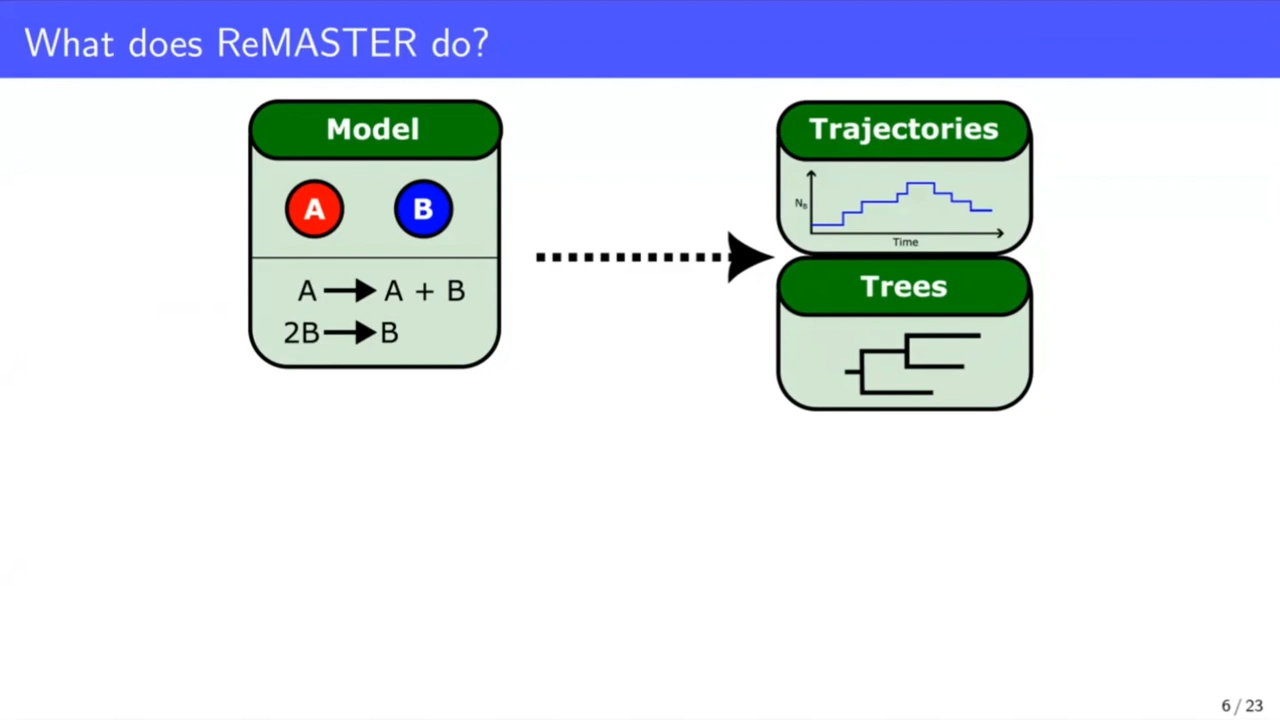 What does ReMASTER do?
Model
A B
A → A + B
2B → B
Trajectories
N_B
Time
Trees
6 / 23